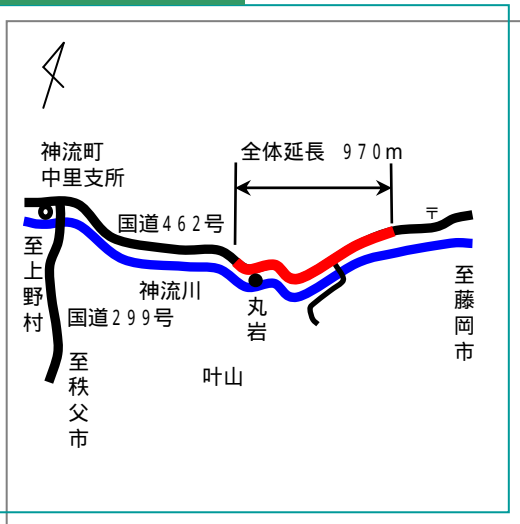 神流町
中里支所
全体延長 970m
国道462号
〒
至上野村
神流川
丸岩
至藤岡市
国道299号
至秩父市
叶山